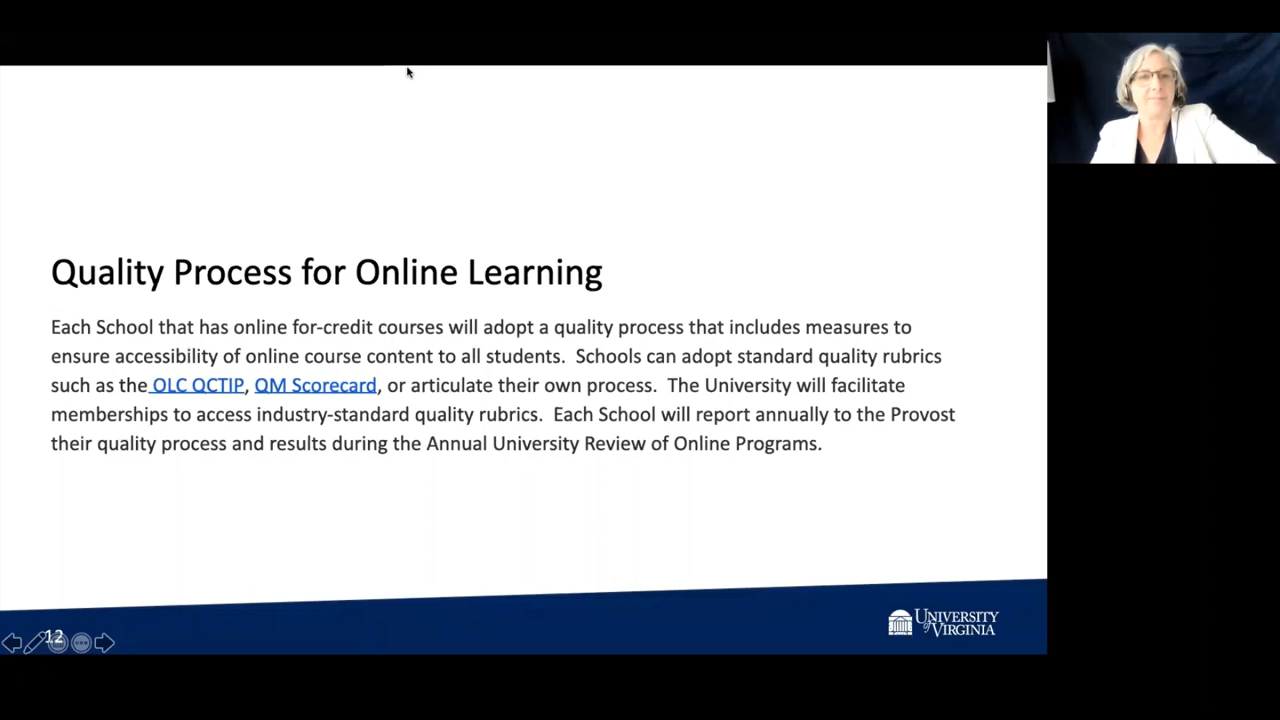 Quality Process for Online Learning
Each School that has online for-credit courses will adopt a quality process that includes measures to
ensure accessibility of online course content to all students.  Schools can adopt standard quality rubrics
such as the OLC QCTIP, QM Scorecard, or articulate their own process.  The University will facilitate
memberships to access industry-standard quality rubrics.  Each School will report annually to the Provost
their quality process and results during the Annual University Review of Online Programs.
12
UNIVERSITY
of VIRGINIA